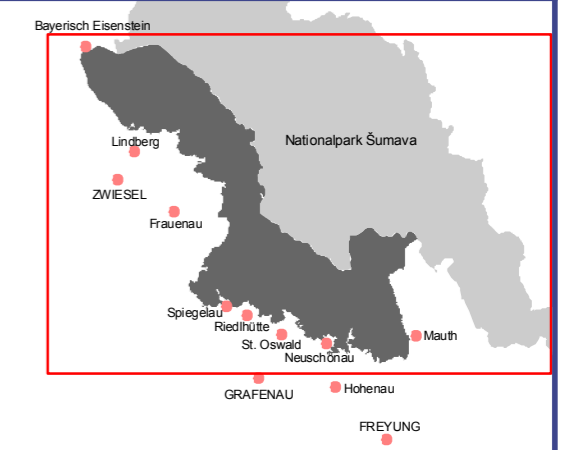 Bayerisch Eisenstein
Nationalpark Šumava
Lindberg
ZWIESEL
Frauenau
Spiegelau
Riedlhütte
St. Oswald
Neuschönau
Mauth
GRAFENAU
Hohenau
FREYUNG